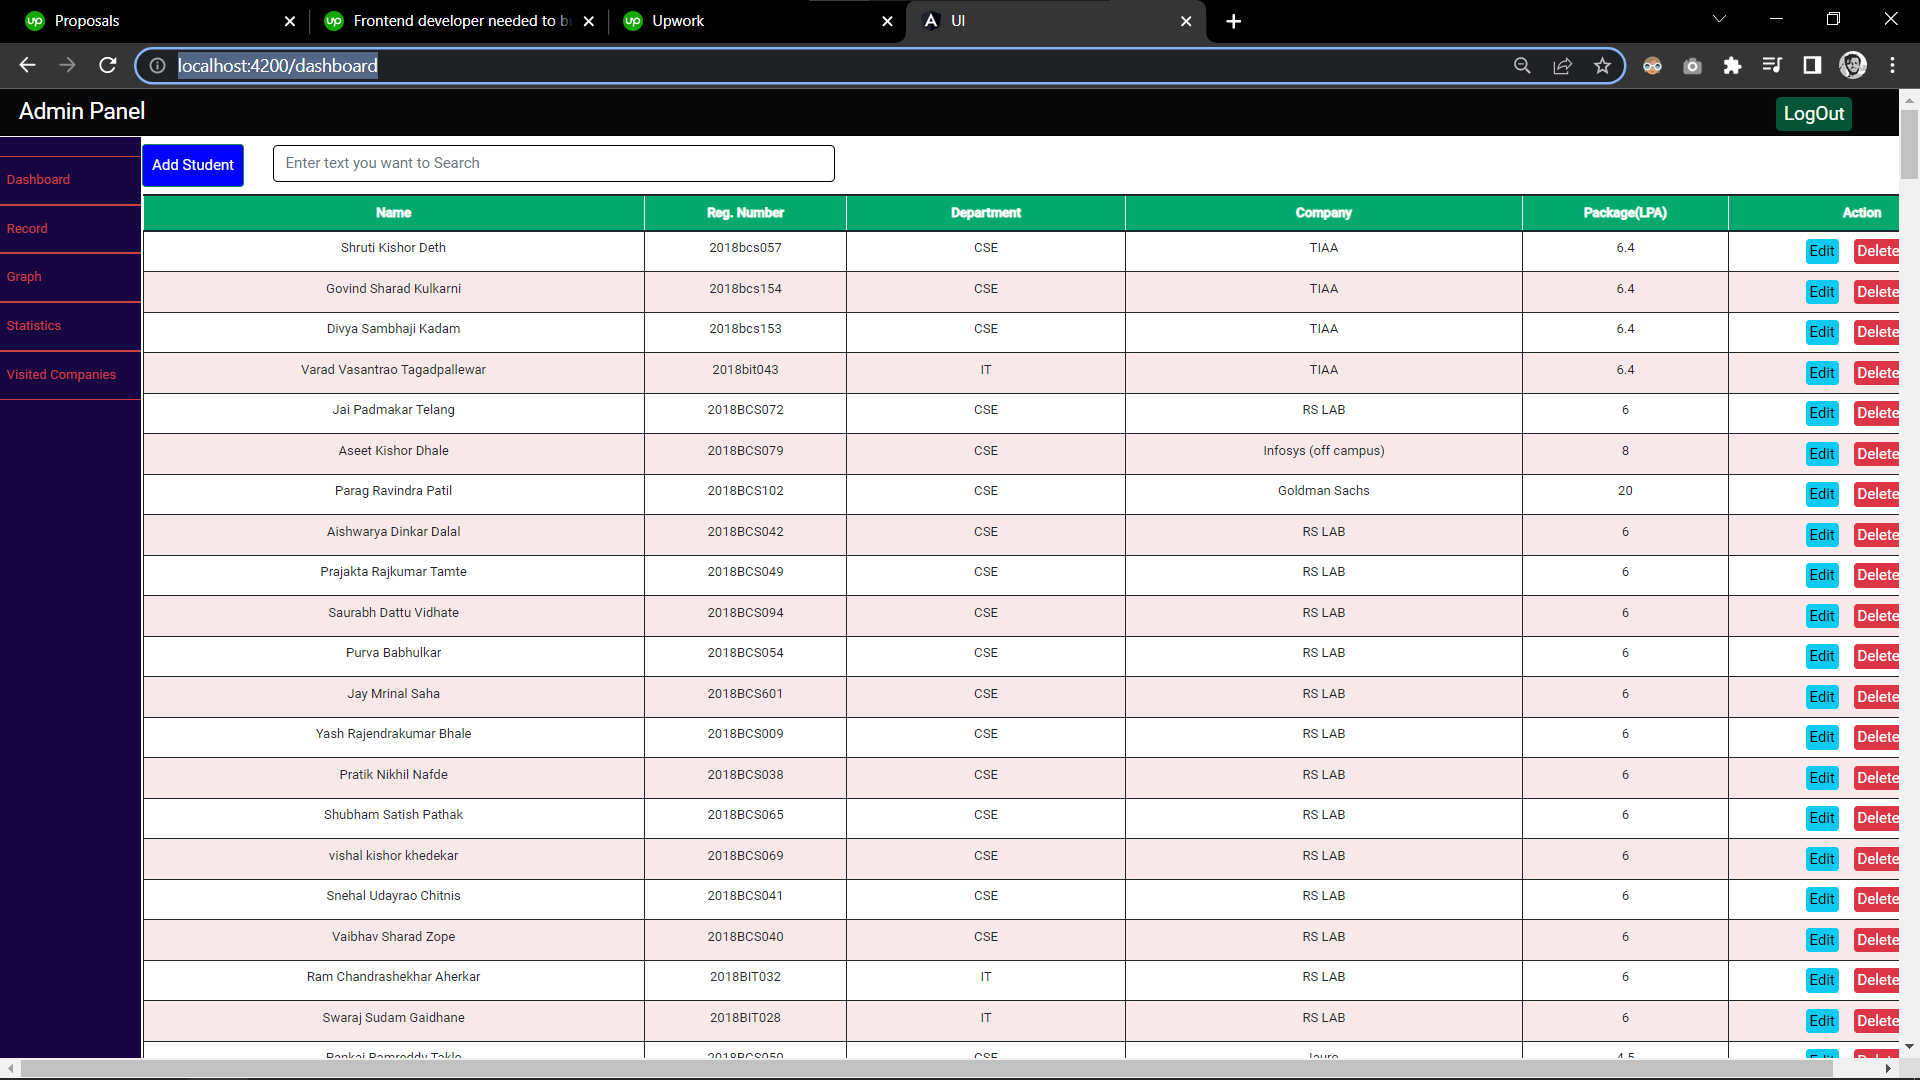 Proposals
Frontend developer needed to b
Upwork
UI
localhost:4200/dashboard
Admin Panel
LogOut
Dashboard
Record
Graph
Statistics
Visited Companies
Add Student
Enter text you want to Search
Name Reg. Number Department Company Package(LPA) Action
Shruti Kishor Deth 2018bcs057 CSE TIAA 6.4 Edit Delete
Govind Sharad Kulkarni 2018bcs154 CSE TIAA 6.4 Edit Delete
Divya Sambhaji Kadam 2018bcs153 CSE TIAA 6.4 Edit Delete
Varad Vasantrao Tagadpallewar 2018bit043 IT TIAA 6.4 Edit Delete
Jai Padmakar Telang 2018BCS072 CSE RS LAB 6 Edit Delete
Aseet Kishor Dhale 2018BCS079 CSE Infosys (off campus) 8 Edit Delete
Parag Ravindra Patil 2018BCS102 CSE Goldman Sachs 20 Edit Delete
Aishwarya Dinkar Dalal 2018BCS042 CSE RS LAB 6 Edit Delete
Prajakta Rajkumar Tamte 2018BCS049 CSE RS LAB 6 Edit Delete
Saurabh Dattu Vidhate 2018BCS094 CSE RS LAB 6 Edit Delete
Purva Babhulkar 2018BCS054 CSE RS LAB 6 Edit Delete
Jay Mrinal Saha 2018BCS601 CSE RS LAB 6 Edit Delete
Yash Rajendrakumar Bhale 2018BCS009 CSE RS LAB 6 Edit Delete
Pratik Nikhil Nafde 2018BCS038 CSE RS LAB 6 Edit Delete
Shubham Satish Pathak 2018BCS065 CSE RS LAB 6 Edit Delete
vishal kishor khedekar 2018BCS069 CSE RS LAB 6 Edit Delete
Snehal Udayrao Chitnis 2018BCS041 CSE RS LAB 6 Edit Delete
Vaibhav Sharad Zope 2018BCS040 CSE RS LAB 6 Edit Delete
Ram Chandrashekhar Aherkar 2018BIT032 IT RS LAB 6 Edit Delete
Swaraj Sudam Gaidhane 2018BIT028 IT RS LAB 6 Edit Delete
Pankaj Ramreddy Takle 2018BCS050 CSE 4.5 Edit Delete